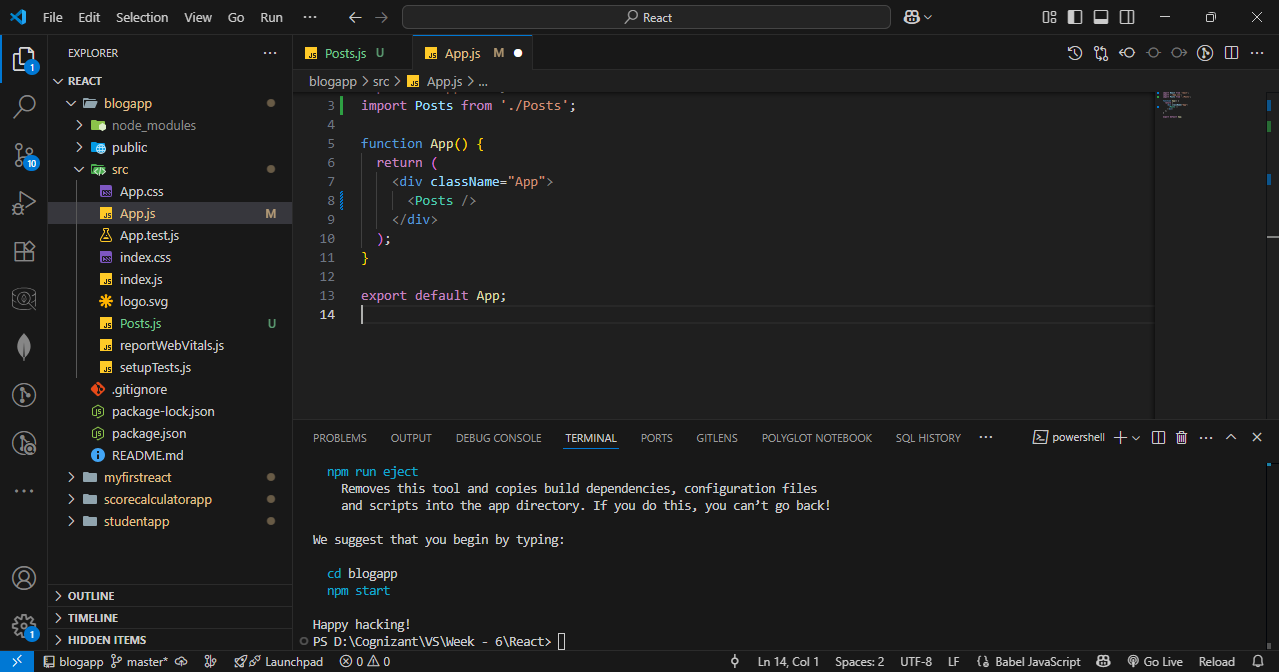 File Edit Selection View Go Run ··· React
EXPLORER ···
REACT
blogapp
node_modules
public
src
App.css
App.js M
App.test.js
index.css
index.js
logo.svg
Posts.js U
reportWebVitals.js
setupTests.js
.gitignore
package-lock.json
package.json
README.md
myfirstreact
scorecalculatorapp
studentapp
OUTLINE
TIMELINE
HIDDEN ITEMS
1
10
1
Posts.js U App.js M
blogapp > src > App.js > ...
3 import Posts from './Posts';
4
5 function App() {
6 return (
7 <div className="App">
8 <Posts />
9 </div>
10 );
11 }
12
13 export default App;
14
PROBLEMS OUTPUT DEBUG CONSOLE TERMINAL PORTS GITLENS POLYGLOT NOTEBOOK SQL HISTORY ··· powershell
npm run eject
Removes this tool and copies build dependencies, configuration files
and scripts into the app directory. If you do this, you can’t go back!
We suggest that you begin by typing:
cd blogapp
npm start
Happy hacking!
PS D:\Cognizant\VS\Week - 6\React>
blogapp master* Launchpad 0 0 Ln 14, Col 1 Spaces: 2 UTF-8 LF Babel JavaScript Go Live Reload